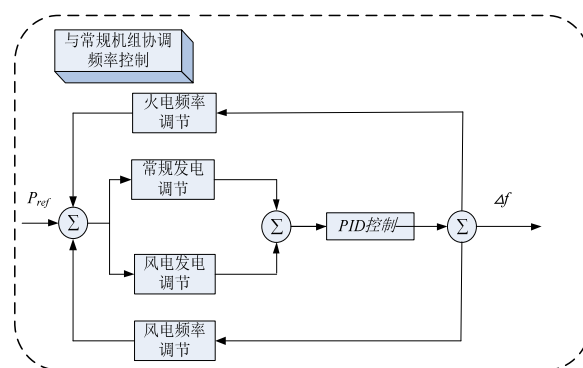 与常规机组协调
频率控制
火电频率
调节
常规发电
调节
P_ref
Δf
∑
∑
PID控制
∑
风电发电
调节
风电频率
调节